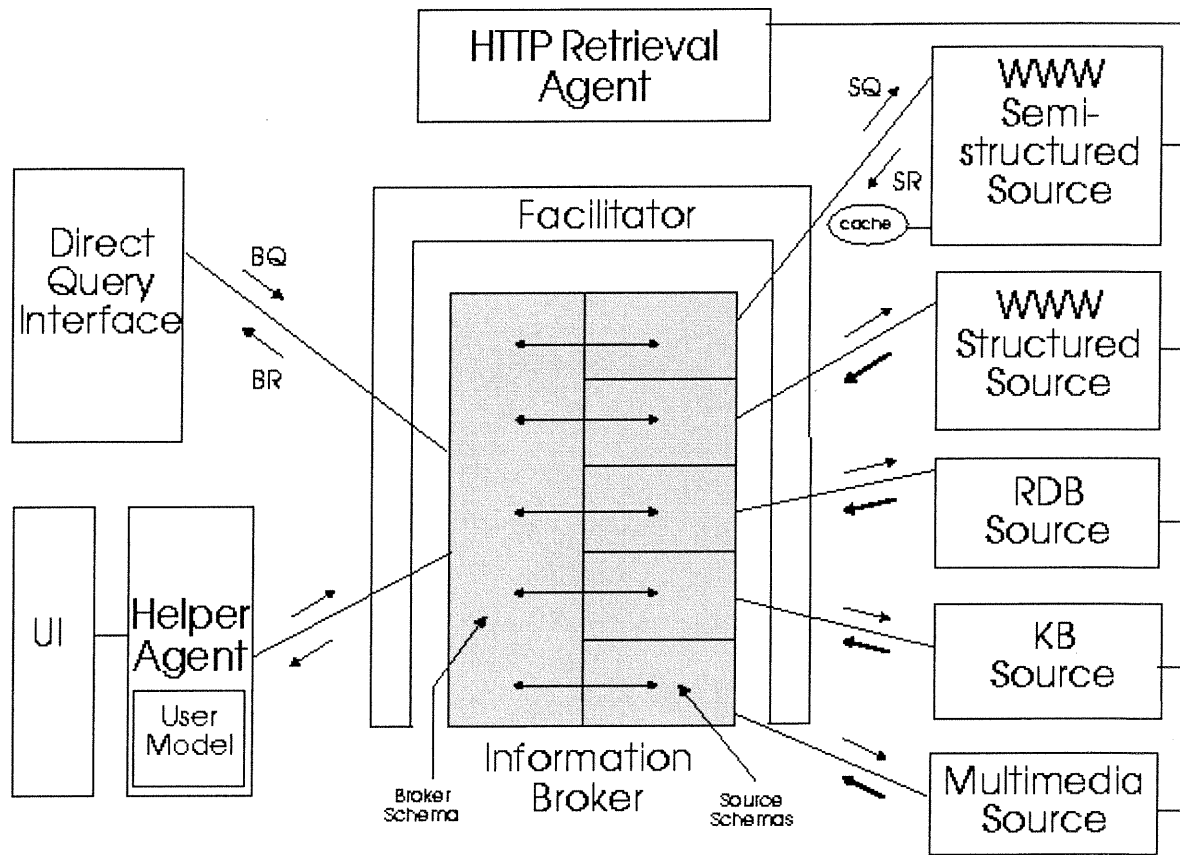 HTTP Retrieval
Agent
SQ
SR
WWW
Semi-
structured
Source
cache
Facilitator
Direct
Query
Interface
BQ
BR
WWW
Structured
Source
RDB
Source
UI
Helper
Agent
User
Model
KB
Source
Information
Broker
Broker
Schema
Source
Schemas
Multimedia
Source